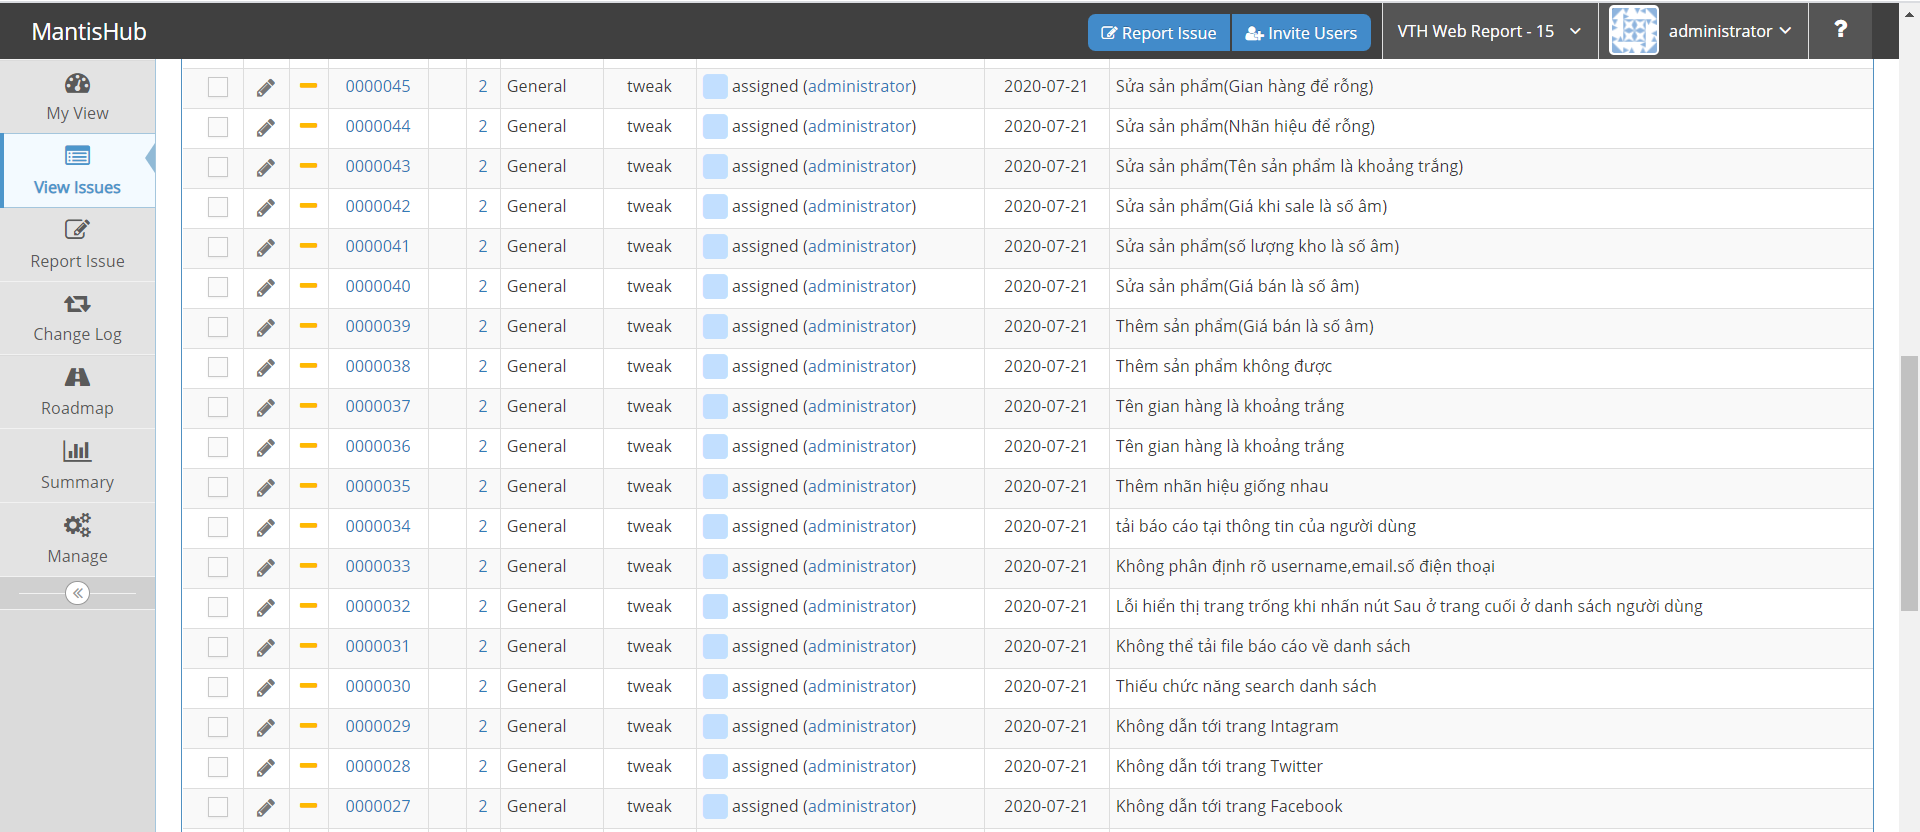 MantisHub
Report Issue Invite Users VTH Web Report - 15 administrator ?
My View
View Issues
Report Issue
Change Log
Roadmap
Summary
Manage
0000045 2 General tweak assigned (administrator) 2020-07-21 Sửa sản phẩm(Gian hàng để rỗng)
0000044 2 General tweak assigned (administrator) 2020-07-21 Sửa sản phẩm(Nhãn hiệu để rỗng)
0000043 2 General tweak assigned (administrator) 2020-07-21 Sửa sản phẩm(Tên sản phẩm là khoảng trắng)
0000042 2 General tweak assigned (administrator) 2020-07-21 Sửa sản phẩm(Giá khi sale là số âm)
0000041 2 General tweak assigned (administrator) 2020-07-21 Sửa sản phẩm(số lượng kho là số âm)
0000040 2 General tweak assigned (administrator) 2020-07-21 Sửa sản phẩm(Giá bán là số âm)
0000039 2 General tweak assigned (administrator) 2020-07-21 Thêm sản phẩm(Giá bán là số âm)
0000038 2 General tweak assigned (administrator) 2020-07-21 Thêm sản phẩm không được
0000037 2 General tweak assigned (administrator) 2020-07-21 Tên gian hàng là khoảng trắng
0000036 2 General tweak assigned (administrator) 2020-07-21 Tên gian hàng là khoảng trắng
0000035 2 General tweak assigned (administrator) 2020-07-21 Thêm nhãn hiệu giống nhau
0000034 2 General tweak assigned (administrator) 2020-07-21 tải báo cáo tại thông tin của người dùng
0000033 2 General tweak assigned (administrator) 2020-07-21 Không phân định rõ username,email.số điện thoại
0000032 2 General tweak assigned (administrator) 2020-07-21 Lỗi hiển thị trang trống khi nhấn nút Sau ở trang cuối ở danh sách người dùng
0000031 2 General tweak assigned (administrator) 2020-07-21 Không thể tải file báo cáo về danh sách
0000030 2 General tweak assigned (administrator) 2020-07-21 Thiếu chức năng search danh sách
0000029 2 General tweak assigned (administrator) 2020-07-21 Không dẫn tới trang Intagram
0000028 2 General tweak assigned (administrator) 2020-07-21 Không dẫn tới trang Twitter
0000027 2 General tweak assigned (administrator) 2020-07-21 Không dẫn tới trang Facebook